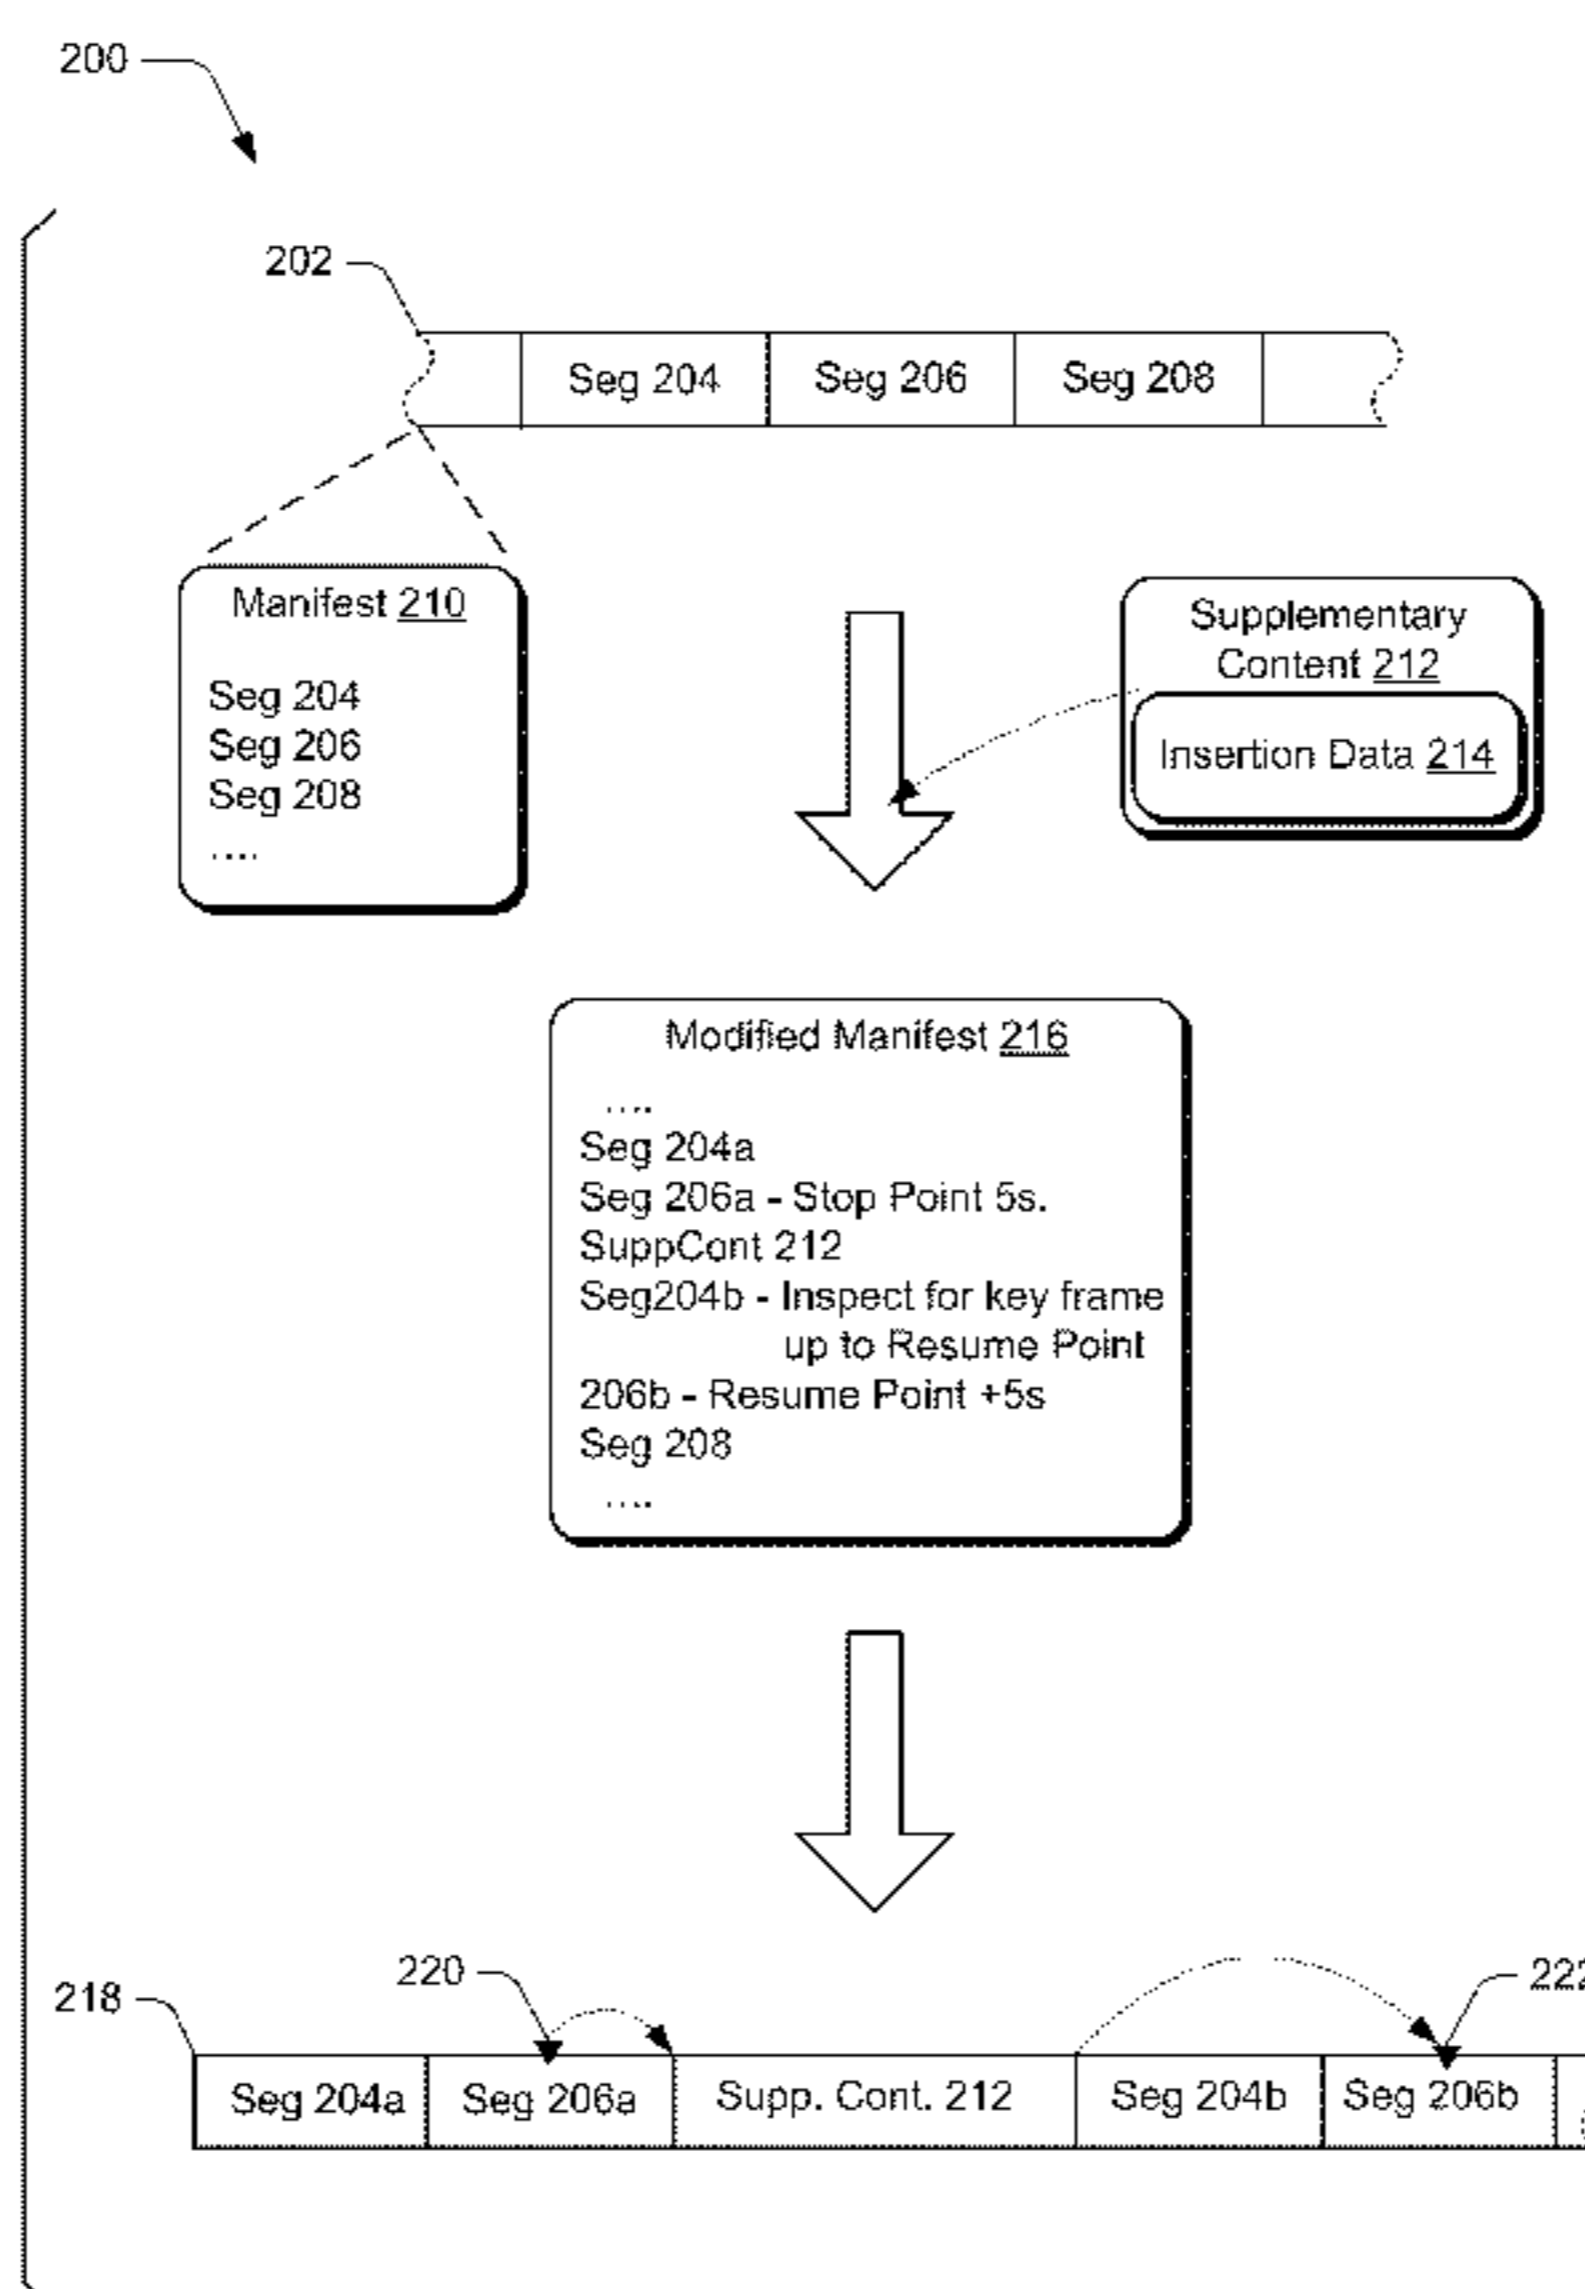 200
202
Seg 204 Seg 206 Seg 208
Manifest 210
Seg 204
Seg 206
Seg 208
....
Supplementary
Content 212
Insertion Data 214
Modified Manifest 216
....
Seg 204a
Seg 206a - Stop Point 5s.
SuppCont 212
Seg204b - Inspect for key frame
up to Resume Point
206b - Resume Point +5s
Seg 208
....
218
220
222
Seg 204a Seg 206a Supp. Cont. 212 Seg 204b Seg 206b